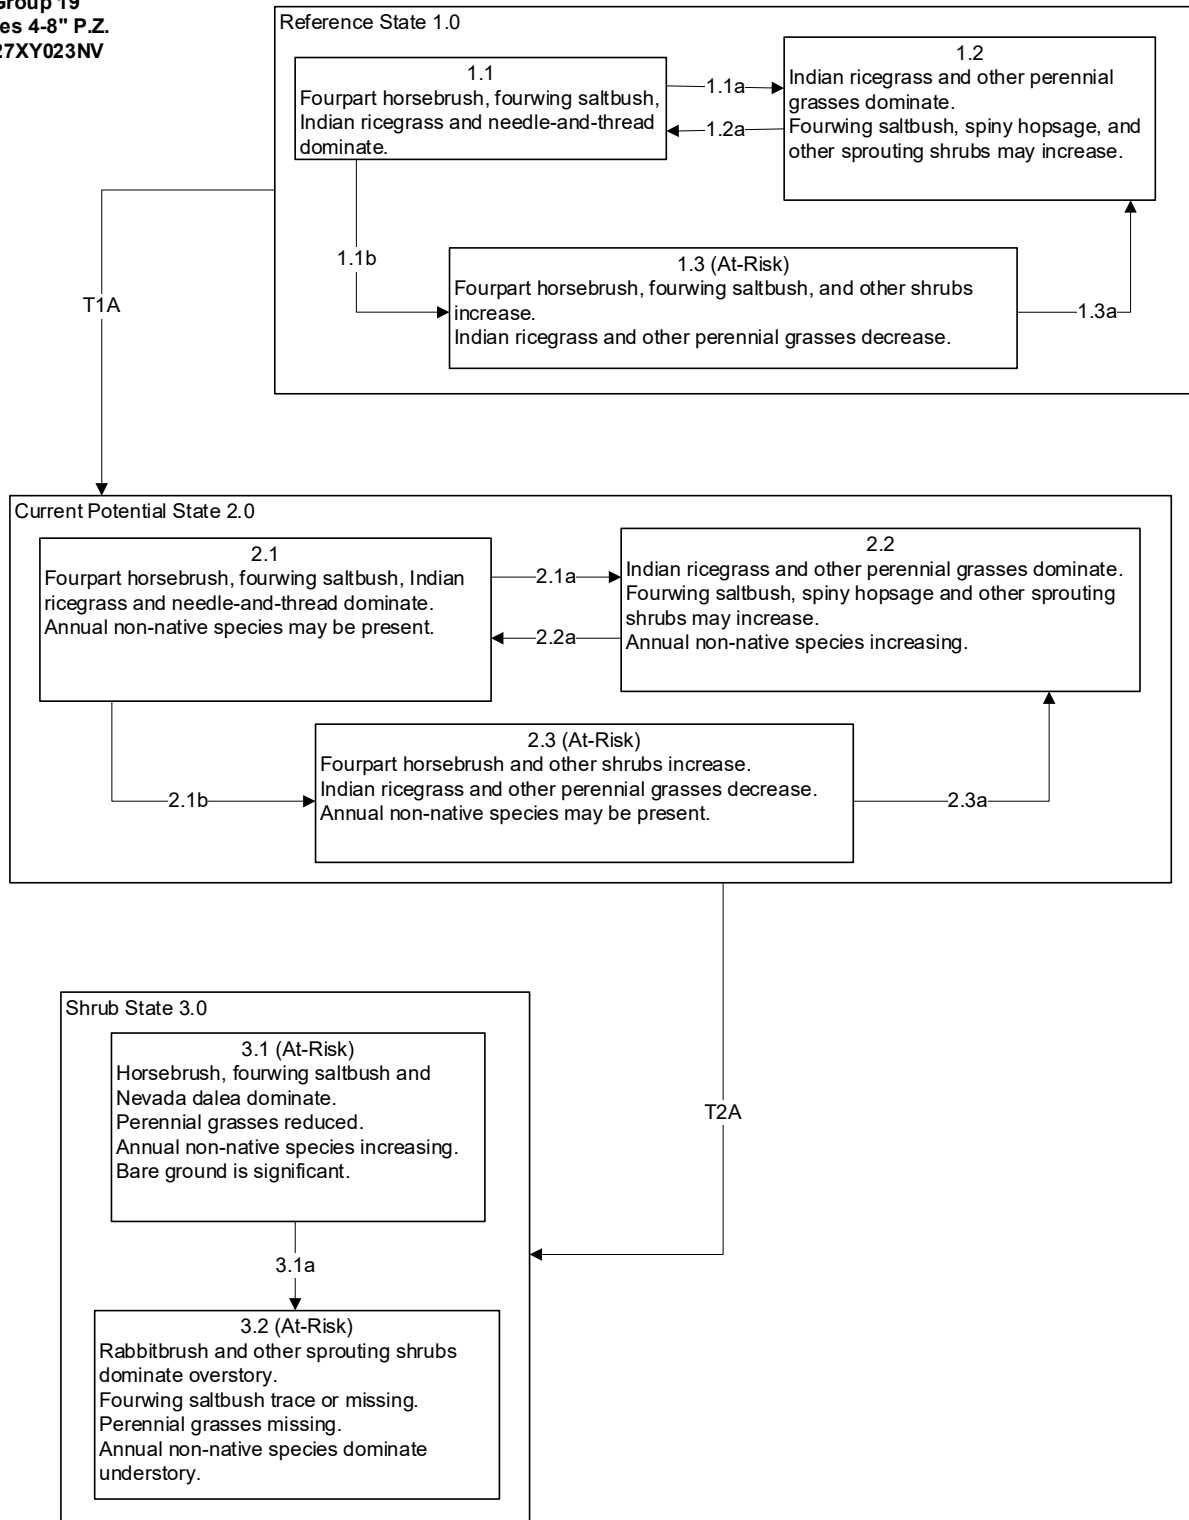 Group 19
es 4-8" P.Z.
27XY023NV
Reference State 1.0
1.1
Fourpart horsebrush, fourwing saltbush,
Indian ricegrass and needle-and-thread
dominate.
1.1a
1.2a
1.2
Indian ricegrass and other perennial
grasses dominate.
Fourwing saltbush, spiny hopsage, and
other sprouting shrubs may increase.
1.1b
1.3 (At-Risk)
Fourpart horsebrush, fourwing saltbush, and other shrubs
increase.
Indian ricegrass and other perennial grasses decrease.
1.3a
T1A
Current Potential State 2.0
2.1
Fourpart horsebrush, fourwing saltbush, Indian
ricegrass and needle-and-thread dominate.
Annual non-native species may be present.
2.1a
2.2a
2.2
Indian ricegrass and other perennial grasses dominate.
Fourwing saltbush, spiny hopsage and other sprouting
shrubs may increase.
Annual non-native species increasing.
2.1b
2.3 (At-Risk)
Fourpart horsebrush and other shrubs increase.
Indian ricegrass and other perennial grasses decrease.
Annual non-native species may be present.
2.3a
T2A
Shrub State 3.0
3.1 (At-Risk)
Horsebrush, fourwing saltbush and
Nevada dalea dominate.
Perennial grasses reduced.
Annual non-native species increasing.
Bare ground is significant.
3.1a
3.2 (At-Risk)
Rabbitbrush and other sprouting shrubs
dominate overstory.
Fourwing saltbush trace or missing.
Perennial grasses missing.
Annual non-native species dominate
understory.